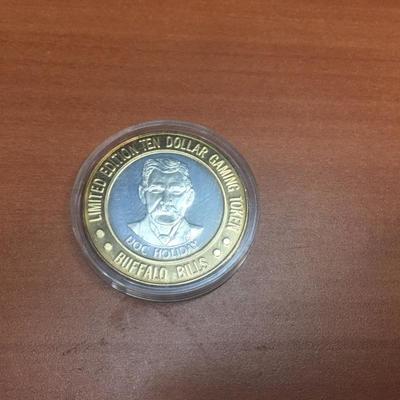 LIMITED EDITION TEN DOLLAR GAMING TOKEN
DOC HOLIDAY
BUFFALO BILLS